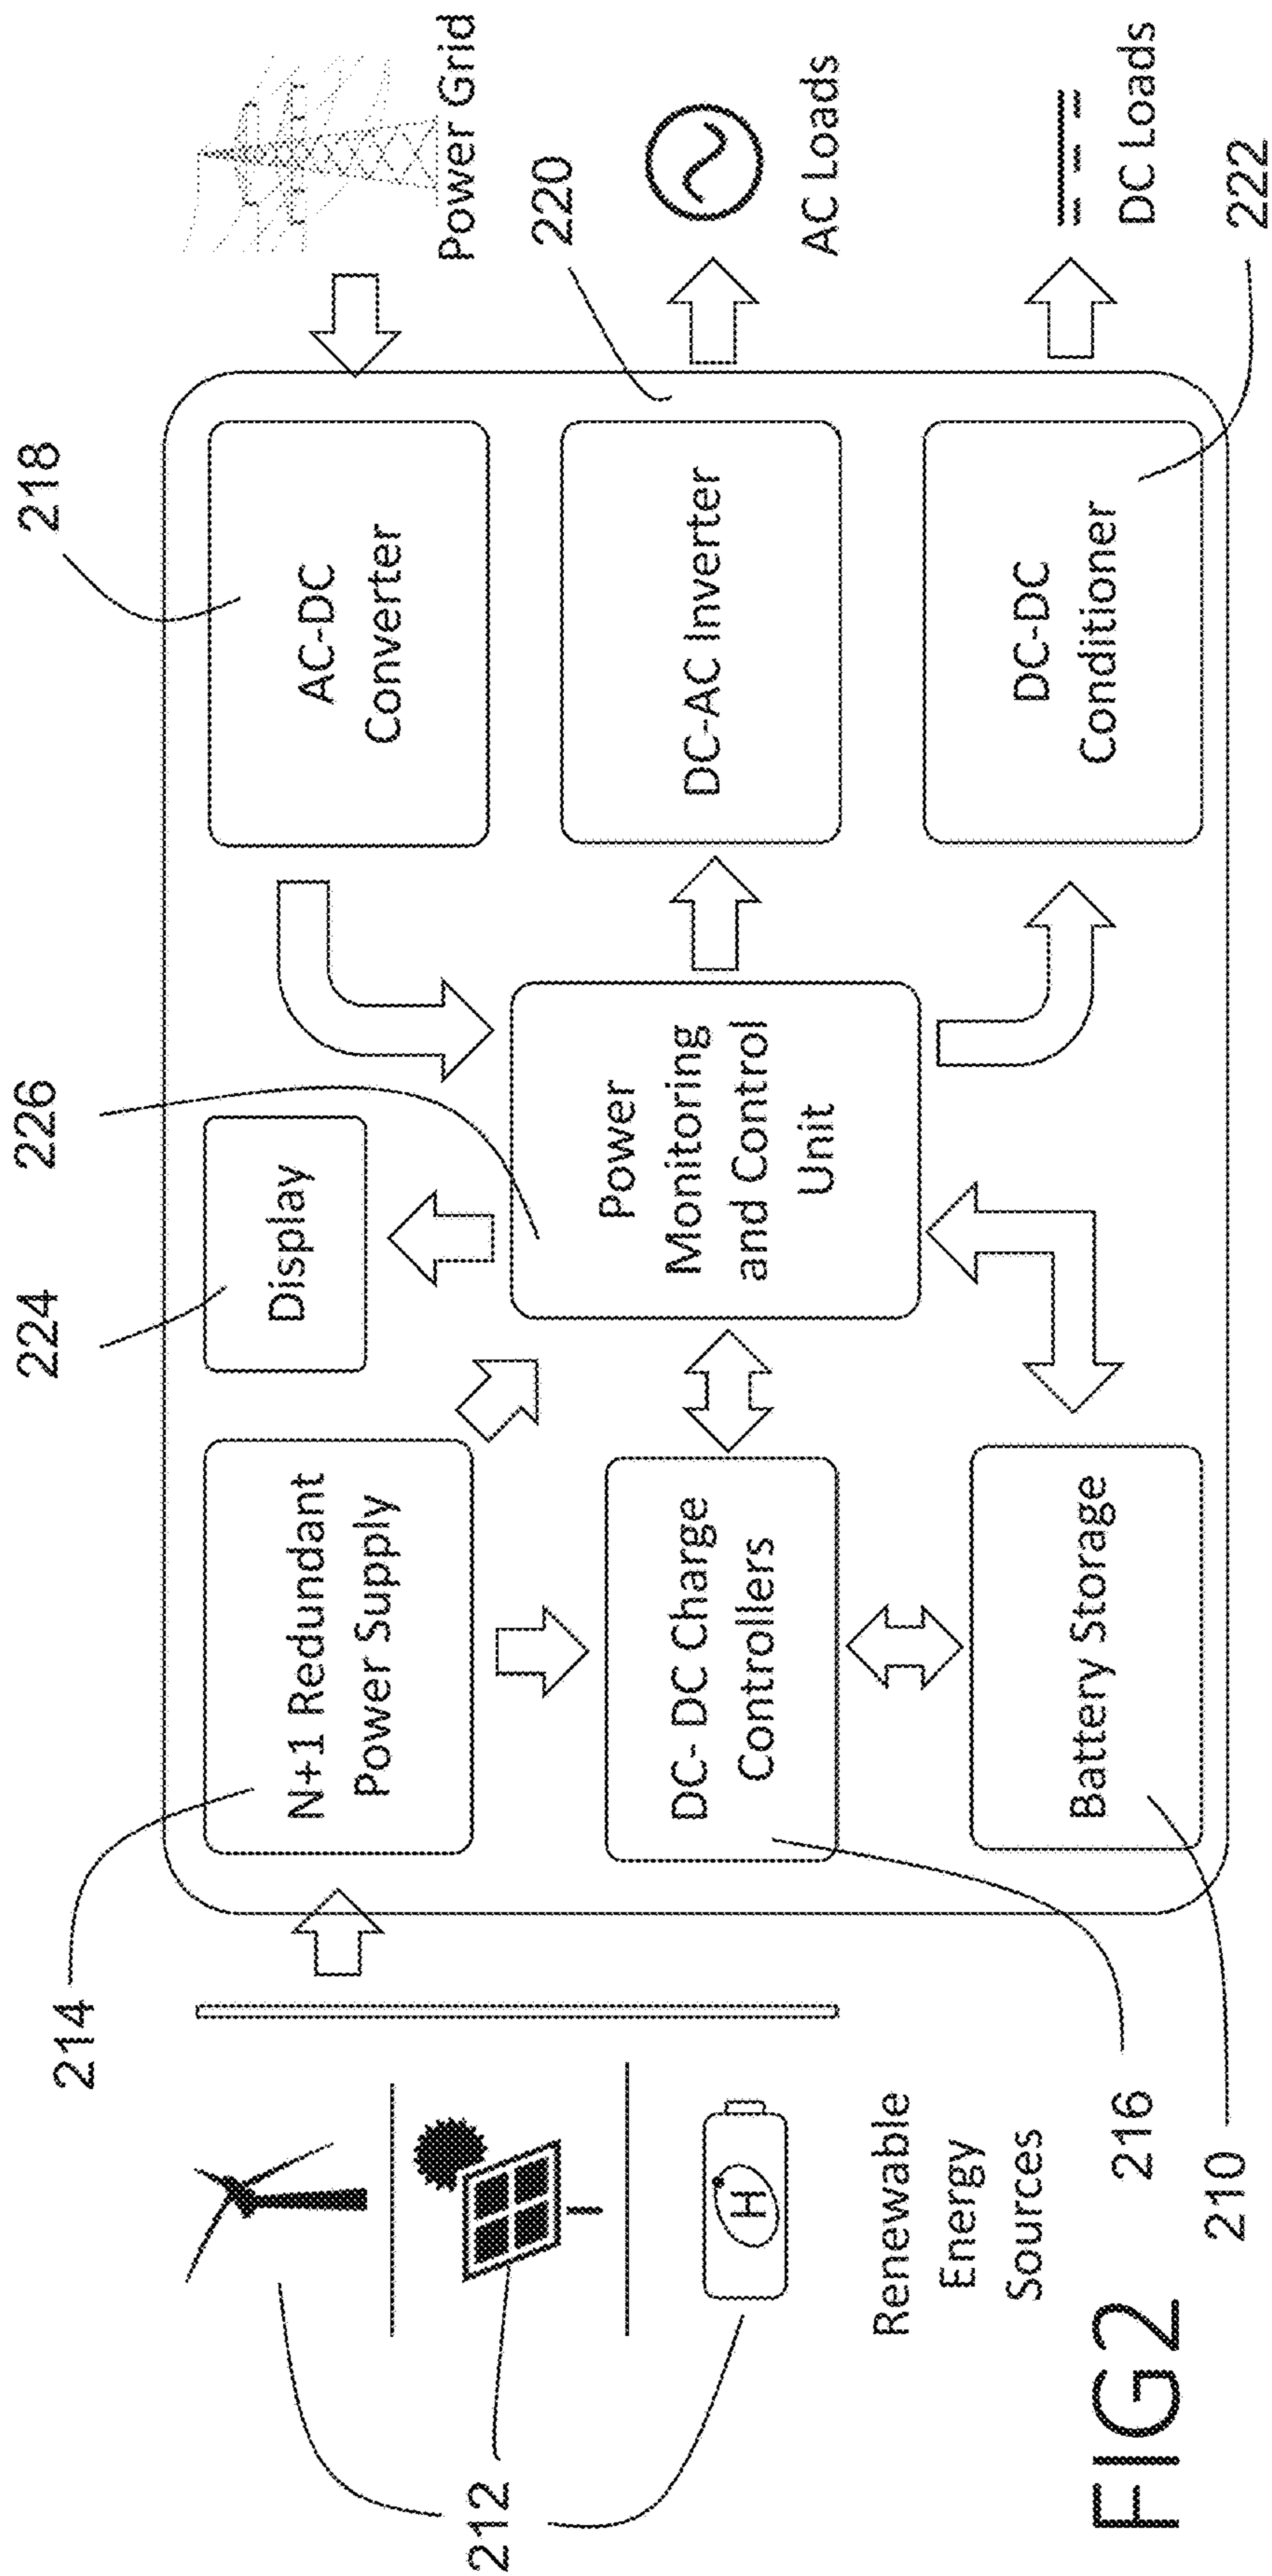 212
Renewable
Energy
Sources
214
N+1 Redundant
Power Supply
224
Display
226
218
AC-DC
Converter
Power Grid
H
DC- DC Charge
Controllers
216
Power
Monitoring
and Control
Unit
DC-AC Inverter
220
AC Loads
Battery Storage
210
DC-DC
Conditioner
222
DC Loads
FIG2